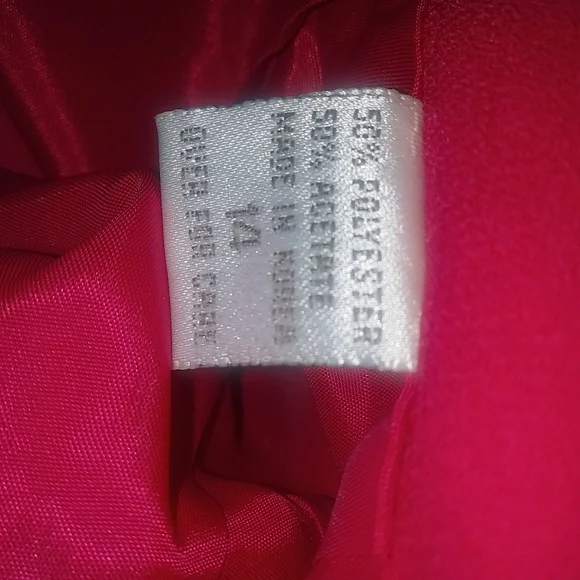 50% POLYESTER
50% ACETATE
MADE IN KOREA
14
OVER FOR CARE